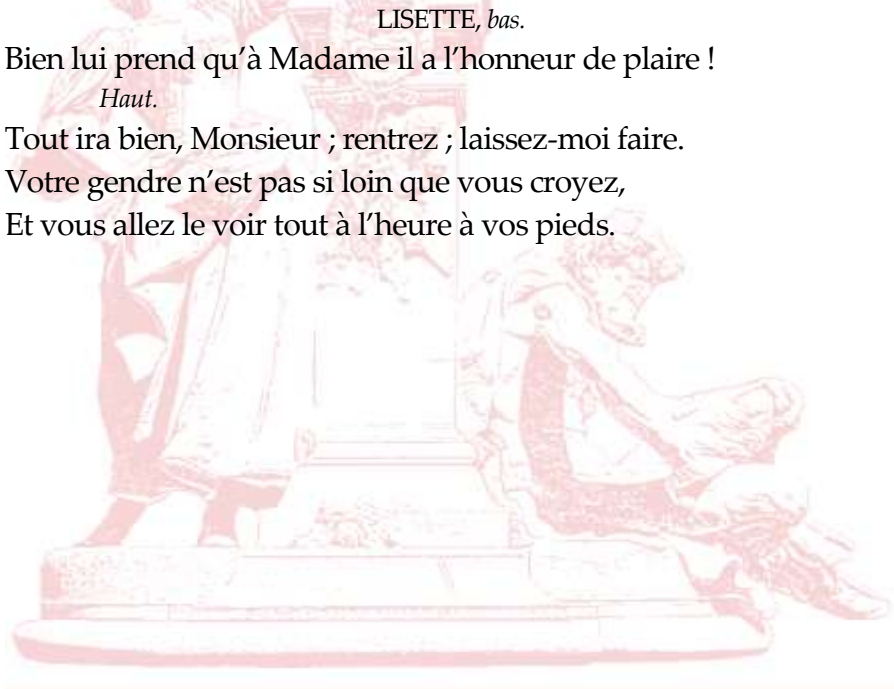 LISETTE, bas.
Bien lui prend qu’à Madame il a l’honneur de plaire !
Haut.
Tout ira bien, Monsieur ; rentrez ; laissez-moi faire.
Votre gendre n’est pas si loin que vous croyez,
Et vous allez le voir tout à l’heure à vos pieds.